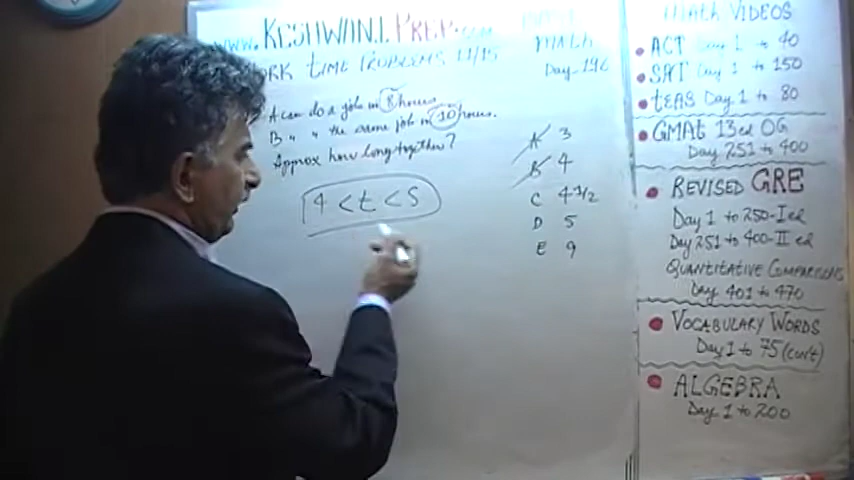 www.KESHWANI PREP.com
WORK TIME PROBLEMS 11/15
MATH
Day-196
A can do a job in 8 hours.
B " " the same job in 10 hours.
Approx how long together?
4 < t < 5
A 3
B 4
C 4 1/2
D 5
E 9
MATH VIDEOS
ACT Day 1 to 40
SAT Day 1 to 150
TEAS Day 1 to 80
GMAT 13ed OG
Day 251 to 400
REVISED GRE
Day 1 to 250-I ed
Day 251 to 400-II ed
QUANTITATIVE COMPARISONS
Day 401 to 470
VOCABULARY WORDS
Day 1 to 75 (con't)
ALGEBRA
Day 1 to 200